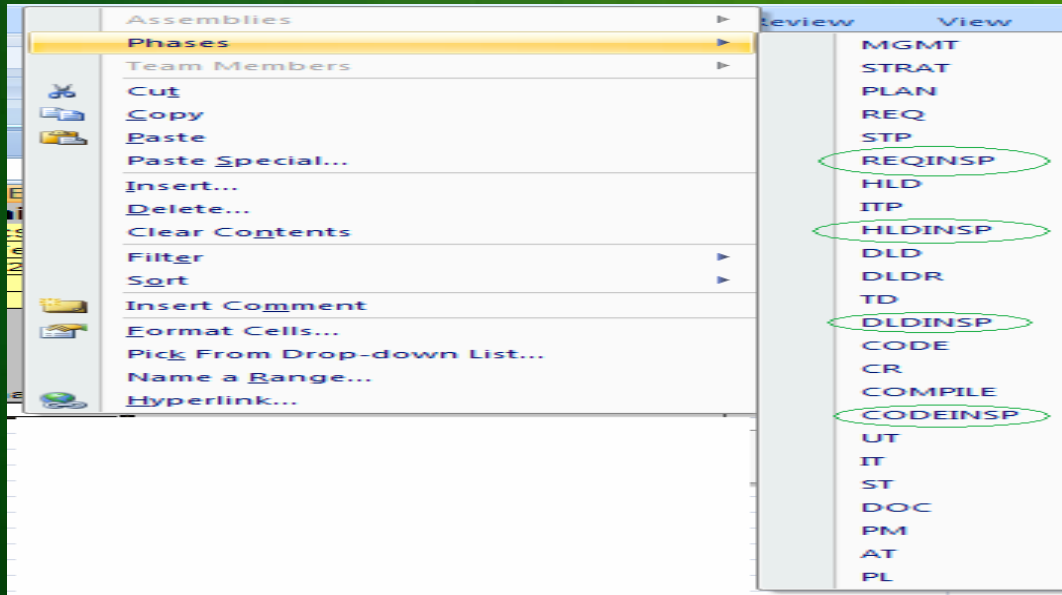 Assemblies
Phases
Team Members
Cut
Copy
Paste
Paste Special...
Insert...
Delete...
Clear Contents
Filter
Sort
Insert Comment
Format Cells...
Pick From Drop-down List...
Name a Range...
Hyperlink...
Review View
MGMT
STRAT
PLAN
REQ
STP
REQINSP
HLD
ITP
HLDINSP
DLD
DLDR
TD
DLDINSP
CODE
CR
COMPILE
CODEINSP
UT
IT
ST
DOC
PM
AT
PL